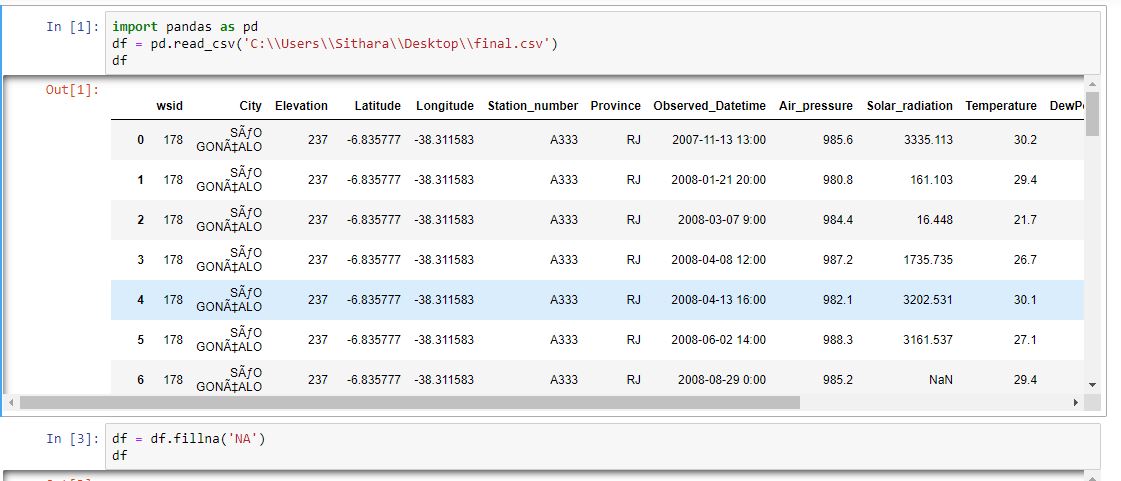 In [1]: import pandas as pd
df = pd.read_csv('C:\\Users\\Sithara\\Desktop\\final.csv')
df
Out[1]:
wsid City Elevation Latitude Longitude Station_number Province Observed_Datetime Air_pressure Solar_radiation Temperature DewP
0 178 SÃƒO GONÃ‡ALO 237 -6.835777 -38.311583 A333 RJ 2007-11-13 13:00 985.6 3335.113 30.2
1 178 SÃƒO GONÃ‡ALO 237 -6.835777 -38.311583 A333 RJ 2008-01-21 20:00 980.8 161.103 29.4
2 178 SÃƒO GONÃ‡ALO 237 -6.835777 -38.311583 A333 RJ 2008-03-07 9:00 984.4 16.448 21.7
3 178 SÃƒO GONÃ‡ALO 237 -6.835777 -38.311583 A333 RJ 2008-04-08 12:00 987.2 1735.735 26.7
4 178 SÃƒO GONÃ‡ALO 237 -6.835777 -38.311583 A333 RJ 2008-04-13 16:00 982.1 3202.531 30.1
5 178 SÃƒO GONÃ‡ALO 237 -6.835777 -38.311583 A333 RJ 2008-06-02 14:00 988.3 3161.537 27.1
6 178 SÃƒO GONÃ‡ALO 237 -6.835777 -38.311583 A333 RJ 2008-08-29 0:00 985.2 NaN 29.4
In [3]: df = df.fillna('NA')
df